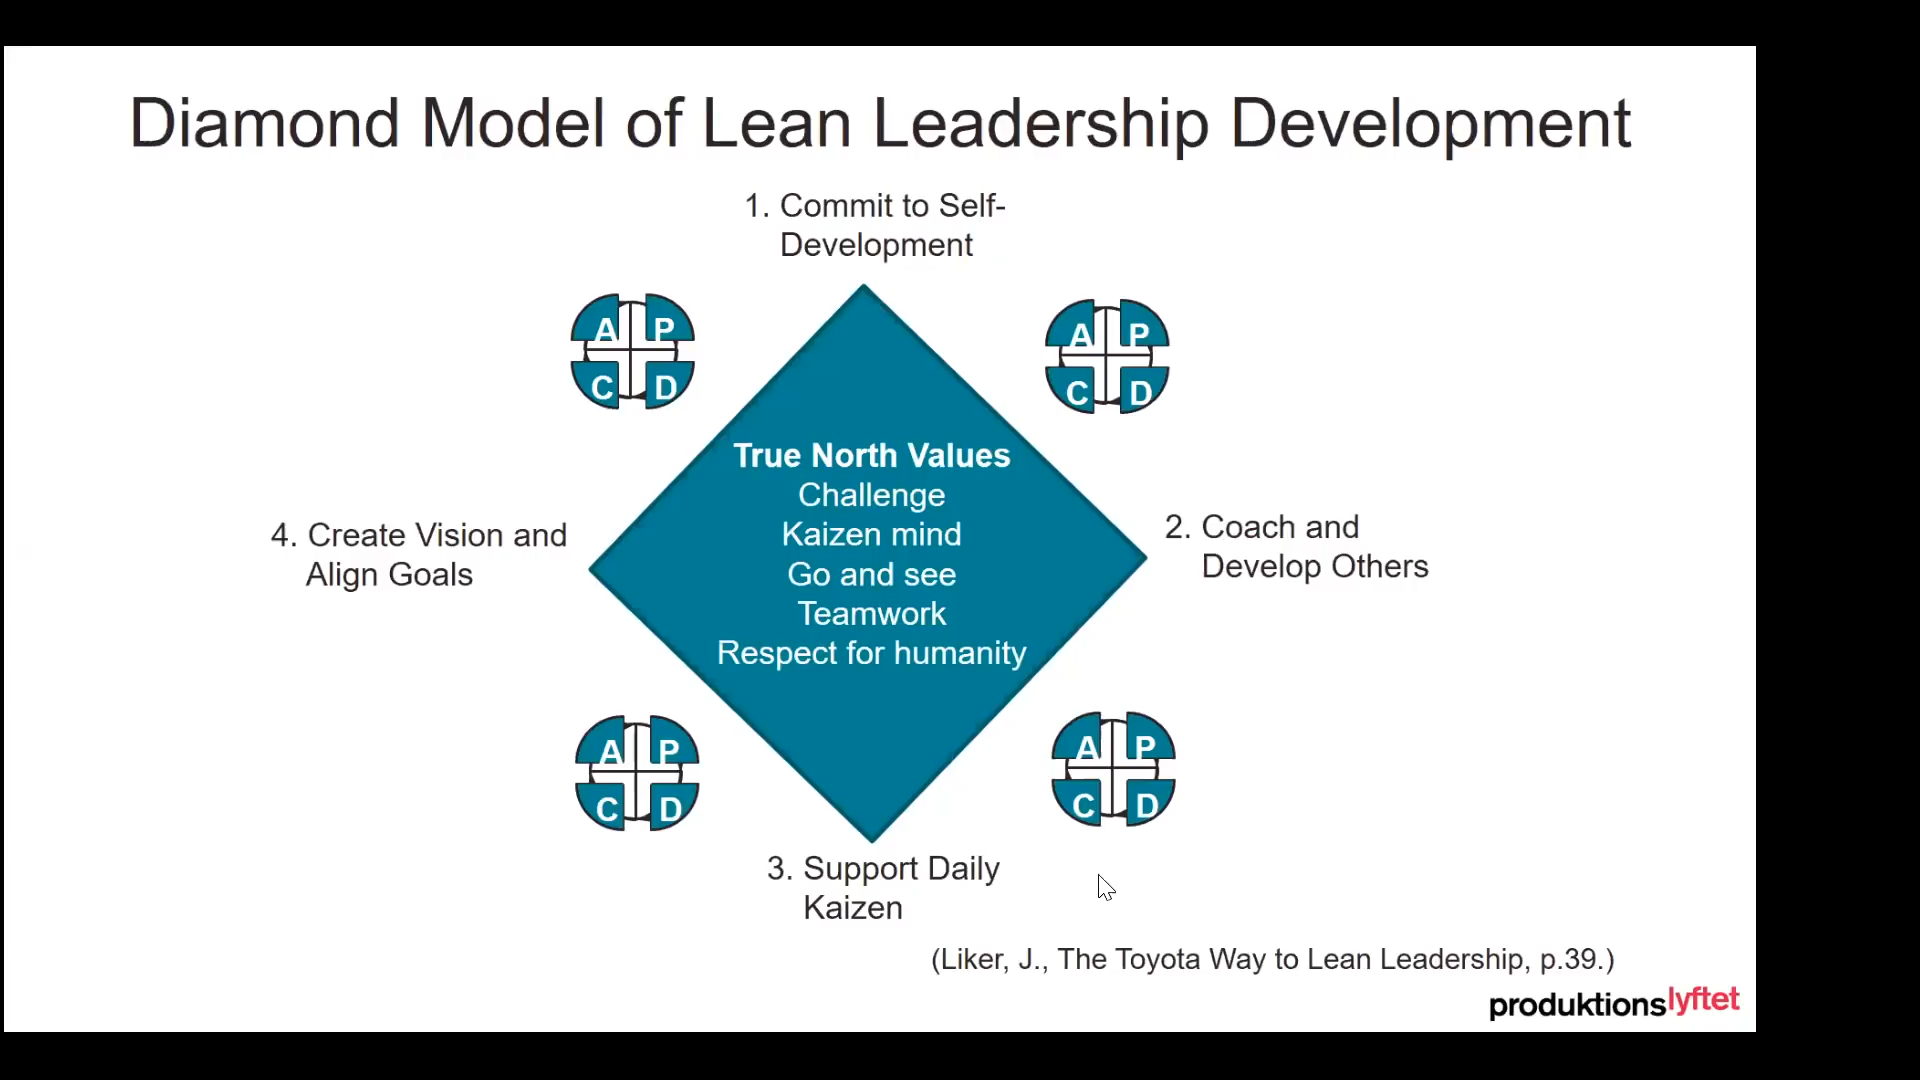 Diamond Model of Lean Leadership Development
1. Commit to Self-
Development
A P
C D
A P
C D
True North Values
Challenge
Kaizen mind
Go and see
Teamwork
Respect for humanity
4. Create Vision and
Align Goals
2. Coach and
Develop Others
A P
C D
A P
C D
3. Support Daily
Kaizen
(Liker, J., The Toyota Way to Lean Leadership, p.39.)
produktionslyftet